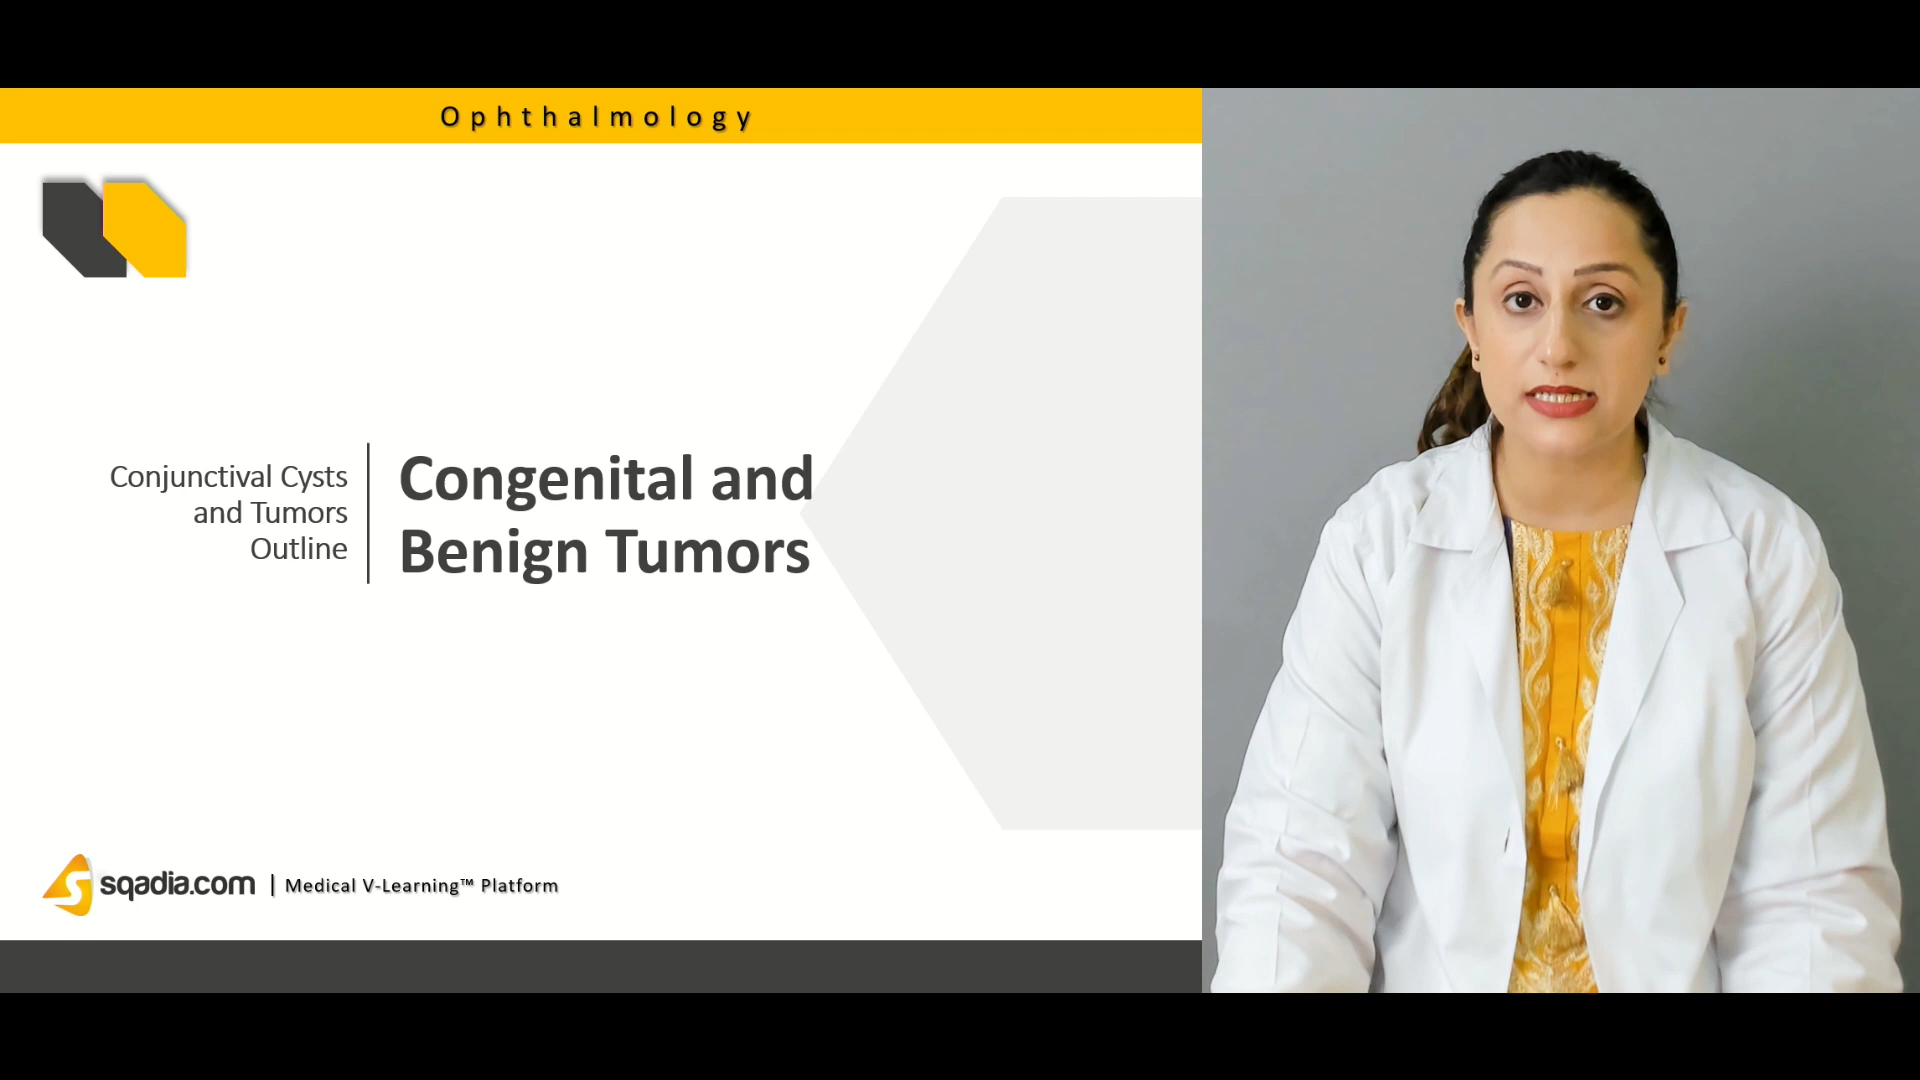 Ophthalmology
Conjunctival Cysts
and Tumors
Outline
Congenital and
Benign Tumors
sqadia.com | Medical V-Learning™ Platform